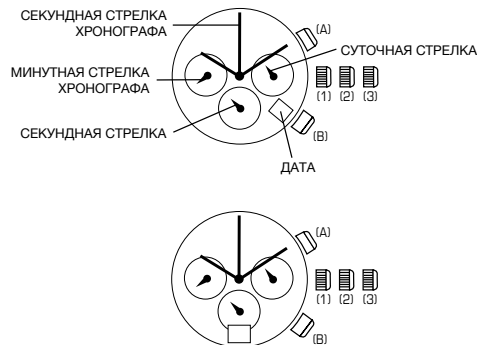 СЕКУНДНАЯ СТРЕЛКА
ХРОНОГРАФА
(A)
СУТОЧНАЯ СТРЕЛКА
МИНУТНАЯ СТРЕЛКА
ХРОНОГРАФА
(1) (2) (3)
СЕКУНДНАЯ СТРЕЛКА
(B)
ДАТА
(A)
(1) (2) (3)
(B)